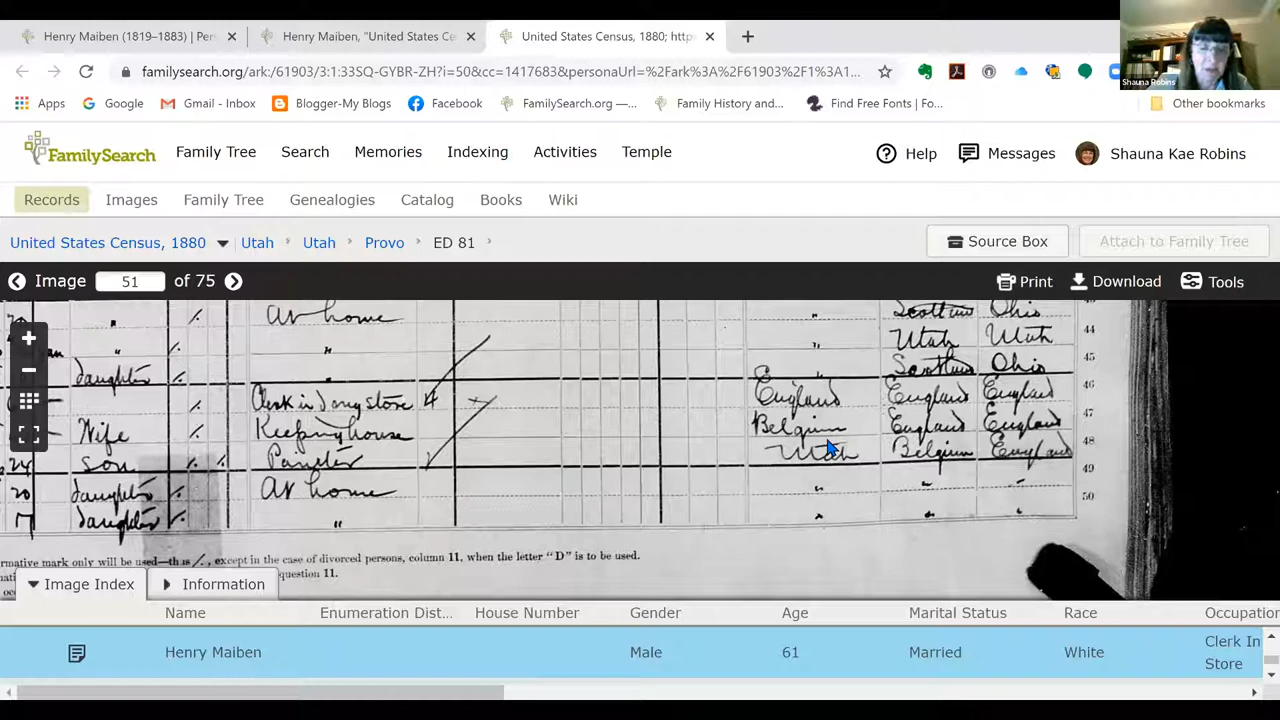 Henry Maiben (1819–1883) | Pers
Henry Maiben, "United States Ce
United States Census, 1880; http
familysearch.org/ark:/61903/3:1:33SQ-GYBR-Z
=5
&cc=1417683&personaUrl=%2Fark%3A%2F61903%2F1%3A1...
Shauna Robins
Apps
Google
Gmail - Inbox
Blogger-My Blogs
Facebook
FamilySearch.org —...
Family History and...
Find Free Fonts | Fo...
Other bookmarks
FamilySearch
Family Tree
Search
Memories
Indexing
Activities
Temple
Help
Messages
Shauna Kae Robins
Records
Images
Family Tree
Genealogies
Catalog
Books
Wiki
United States Census, 1880
Utah
Utah
Provo
ED 81
Source Box
Attach to Family Tree
Image 51 of 75
Print
Download
Tools
At home " Scotland Ohio
" " Utah Utah 44
daughter " " Scotland Ohio 45
Clerk in Drug store 4 England England England 46
Wife Keeping house Belgium England England 47
24 son Painter Utah Belgium England 48
20 daughter At home " " " 49
17 daughter " " " " 50
rmative mark only will be used—thus /., except in the case of divorced persons, column 11, when the letter "D" is to be used.
question 11.
Image Index
Information
Name
Enumeration Dist...
House Number
Gender
Age
Marital Status
Race
Occupation
Henry Maiben
Male
61
Married
White
Clerk In
Store